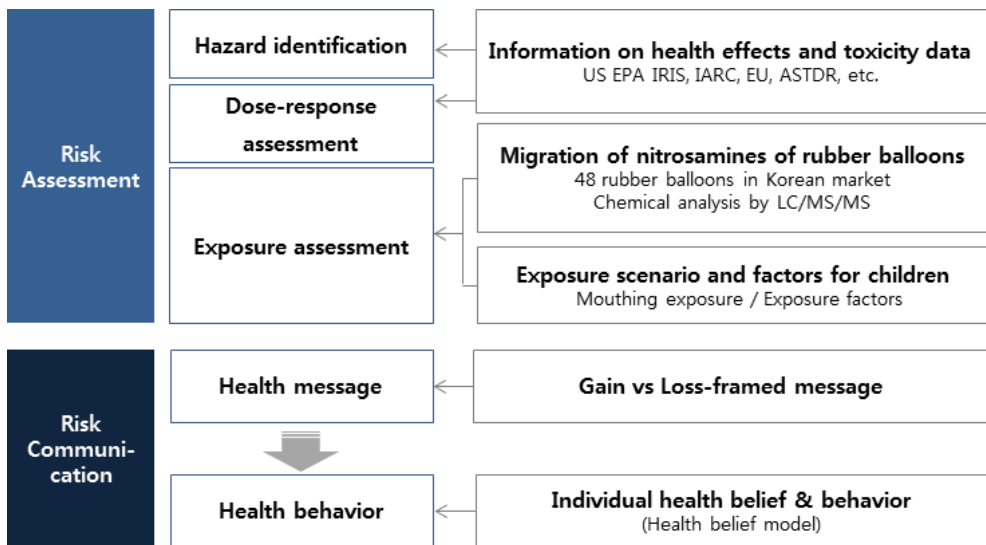 Risk
Assessment
Hazard identification
Dose-response
assessment
Exposure assessment
Information on health effects and toxicity data
US EPA IRIS, IARC, EU, ASTDR, etc.
Migration of nitrosamines of rubber balloons
48 rubber balloons in Korean market
Chemical analysis by LC/MS/MS
Exposure scenario and factors for children
Mouthing exposure / Exposure factors
Risk
Communi-
cation
Health message
Gain vs Loss-framed message
Health behavior
Individual health belief & behavior
(Health belief model)